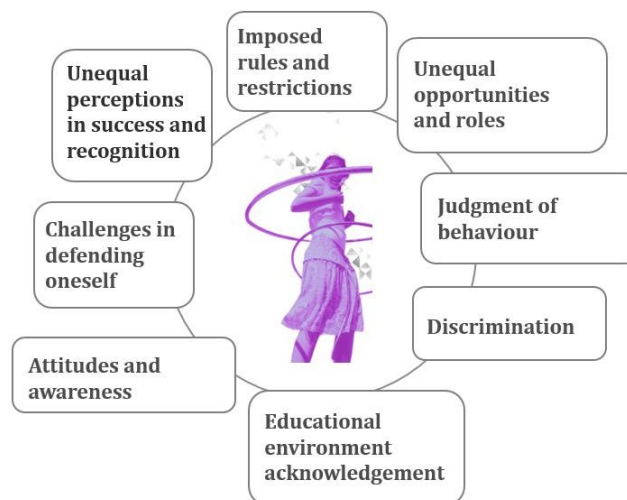 Imposed
rules and
restrictions
Unequal
opportunities
and roles
Judgment of
behaviour
Discrimination
Educational
environment
acknowledgement
Attitudes and
awareness
Challenges in
defending
oneself
Unequal
perceptions
in success and
recognition